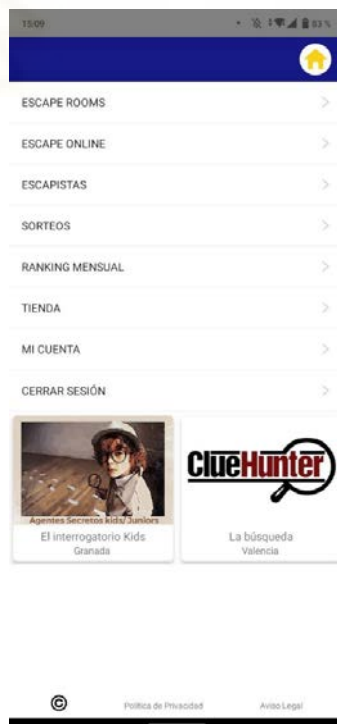 15:09
83 %
ESCAPE ROOMS
ESCAPE ONLINE
ESCAPISTAS
SORTEOS
RANKING MENSUAL
TIENDA
MI CUENTA
CERRAR SESIÓN
Agentes Secretos kids/Juniors
El interrogatorio Kids
Granada
ClueHunter
La búsqueda
Valencia
© Política de Privacidad Aviso Legal